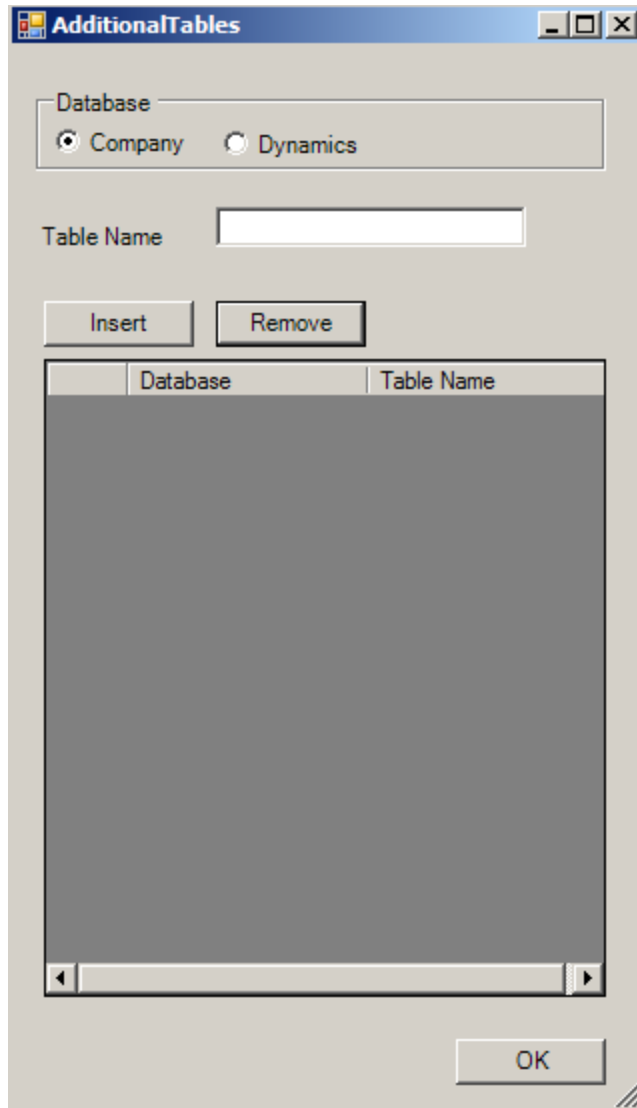 AdditionalTables
Database
Company Dynamics
Table Name
Insert Remove
Database Table Name
OK